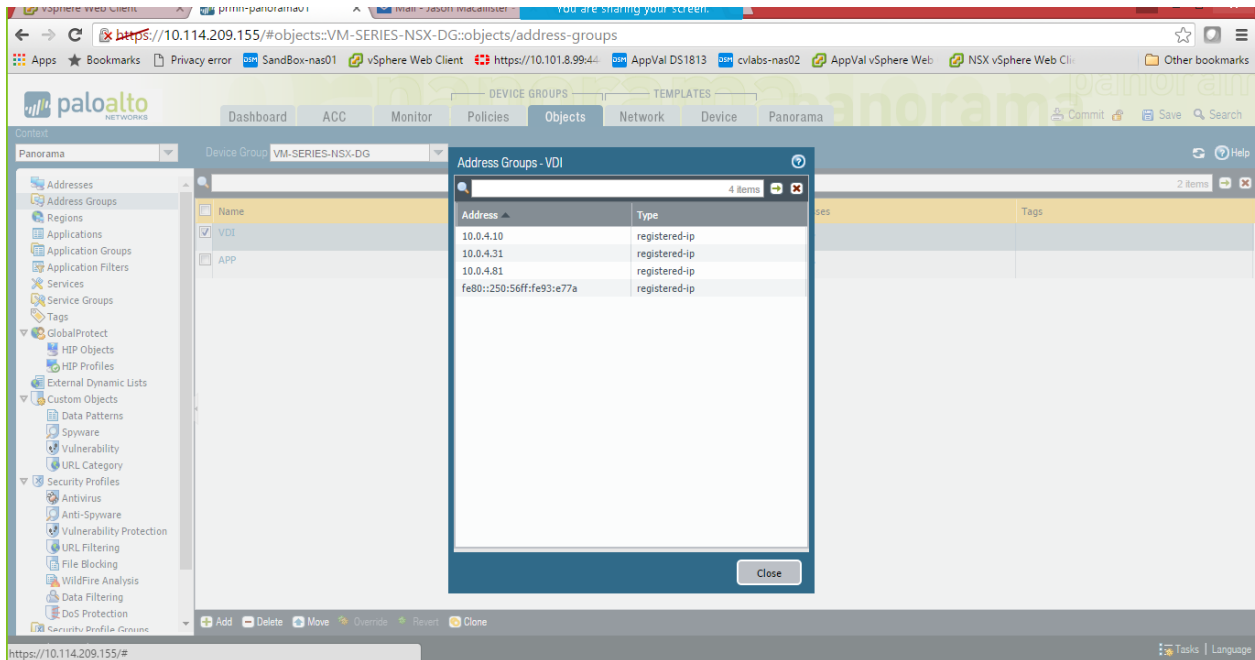 vSphere Web Client prmh-panorama01 Mail - Jason Macallister - You are sharing your screen.
https://10.114.209.155/#objects::VM-SERIES-NSX-DG::objects/address-groups
Apps Bookmarks Privacy error SandBox-nas01 vSphere Web Client https://10.101.8.99:44 AppVal DS1813 cvlabs-nas02 AppVal vSphere Web NSX vSphere Web Cli Other bookmarks
DEVICE GROUPS TEMPLATES
paloalto
NETWORKS
Dashboard ACC Monitor Policies Objects Network Device Panorama
Commit Save Search
panorama
Context
Panorama Device Group VM-SERIES-NSX-DG Help
Addresses
Address Groups
Regions
Applications
Application Groups
Application Filters
Services
Service Groups
Tags
GlobalProtect
HIP Objects
HIP Profiles
External Dynamic Lists
Custom Objects
Data Patterns
Spyware
Vulnerability
URL Category
Security Profiles
Antivirus
Anti-Spyware
Vulnerability Protection
URL Filtering
File Blocking
WildFire Analysis
Data Filtering
DoS Protection
Security Profile Groups
2 items
Name Tags
VDI
APP
Address Groups - VDI
4 items
Address Type
10.0.4.10 registered-ip
10.0.4.31 registered-ip
10.0.4.81 registered-ip
fe80::250:56ff:fe93:e77a registered-ip
Close
Add Delete Move Override Revert Clone
https://10.114.209.155/#
Tasks | Language